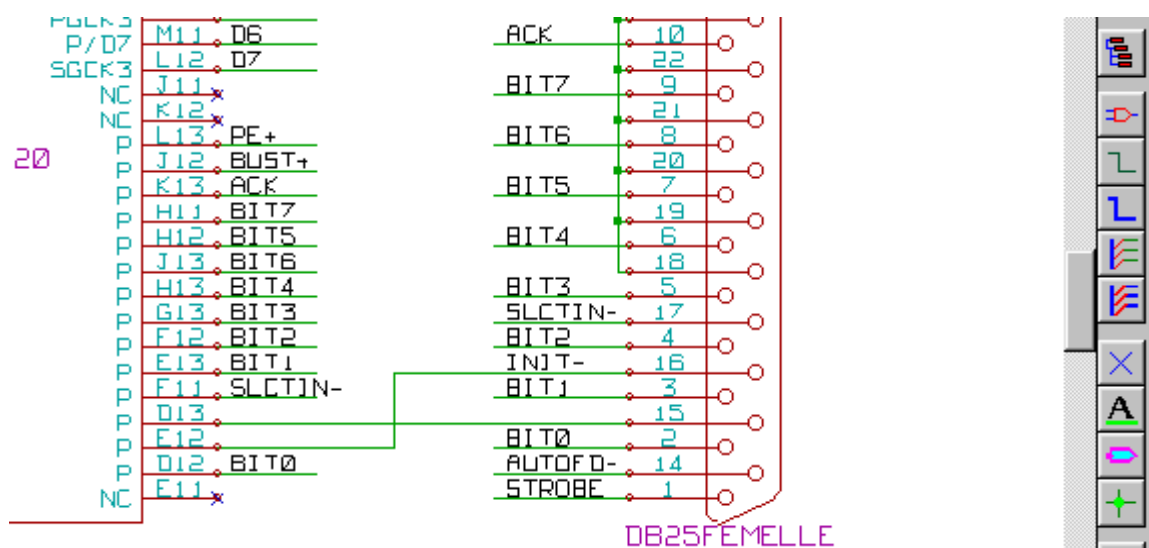 PGCK3
P/D7 M11 D6
SGCK3 L12 D7
NC J11
NC K12
P L13 PE+
20
P J12 BUST+
P K13 ACK
P H11 BIT7
P H12 BIT5
P J13 BIT6
P H13 BIT4
P G13 BIT3
P F12 BIT2
P E13 BIT1
P F11 SLCTIN-
P D13
P E12
P D12 BIT0
NC E11
ACK 10
22
BIT7 9
21
BIT6 8
20
BIT5 7
19
BIT4 6
18
BIT3 5
SLCTIN- 17
BIT2 4
INIT- 16
BIT1 3
15
BIT0 2
AUTOFD- 14
STROBE 1
DB25FEMELLE
A